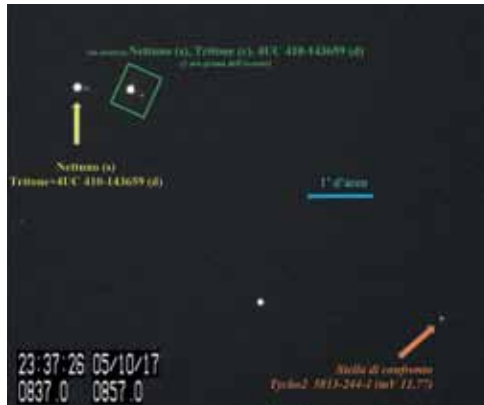 Nettuno (s), Tritone (c), 4UC 410-143659 (d)
Nettuno (s)
Tritone+4UC 410-143659 (d)
1' d'arco
Stella di confronto
Tycho2 5813-244-1 (mV 11.77)
23:37:26 05/10/17
0837.0 0857.0